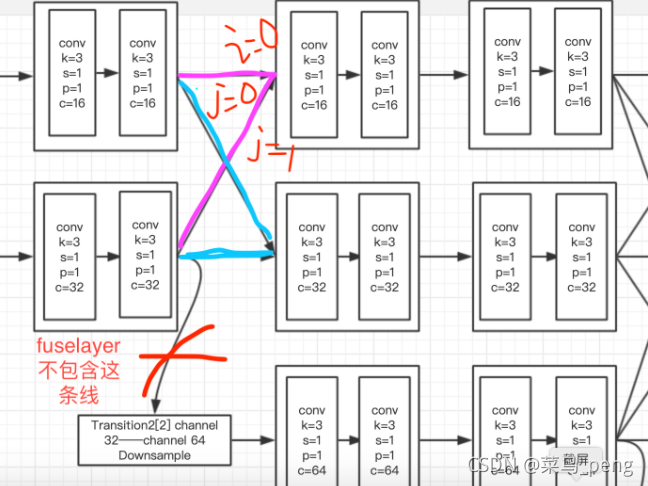 conv
k=3
s=1
p=1
c=16
conv
k=3
s=1
p=1
c=16
i=0
j=0
j=1
conv
k=3
s=1
p=1
c=16
conv
k=3
s=1
p=1
c=16
conv
k=3
s=1
p=1
c=16
conv
k=3
s=1
p=1
c=16
conv
k=3
s=1
p=1
c=32
conv
k=3
s=1
p=1
c=32
conv
k=3
s=1
p=1
c=32
conv
k=3
s=1
p=1
c=32
conv
k=3
s=1
p=1
c=32
conv
k=3
s=1
p=1
c=32
fuselayer
不包含这
条线
Transition2[2] channel
32——channel 64
Downsample
conv
k=3
s=1
p=1
c=64
conv
k=3
s=1
p=1
c=64
conv
k=3
s=1
p=1
c=64
conv
k=3
s=1
截屏
CSDN @菜鸟_peng